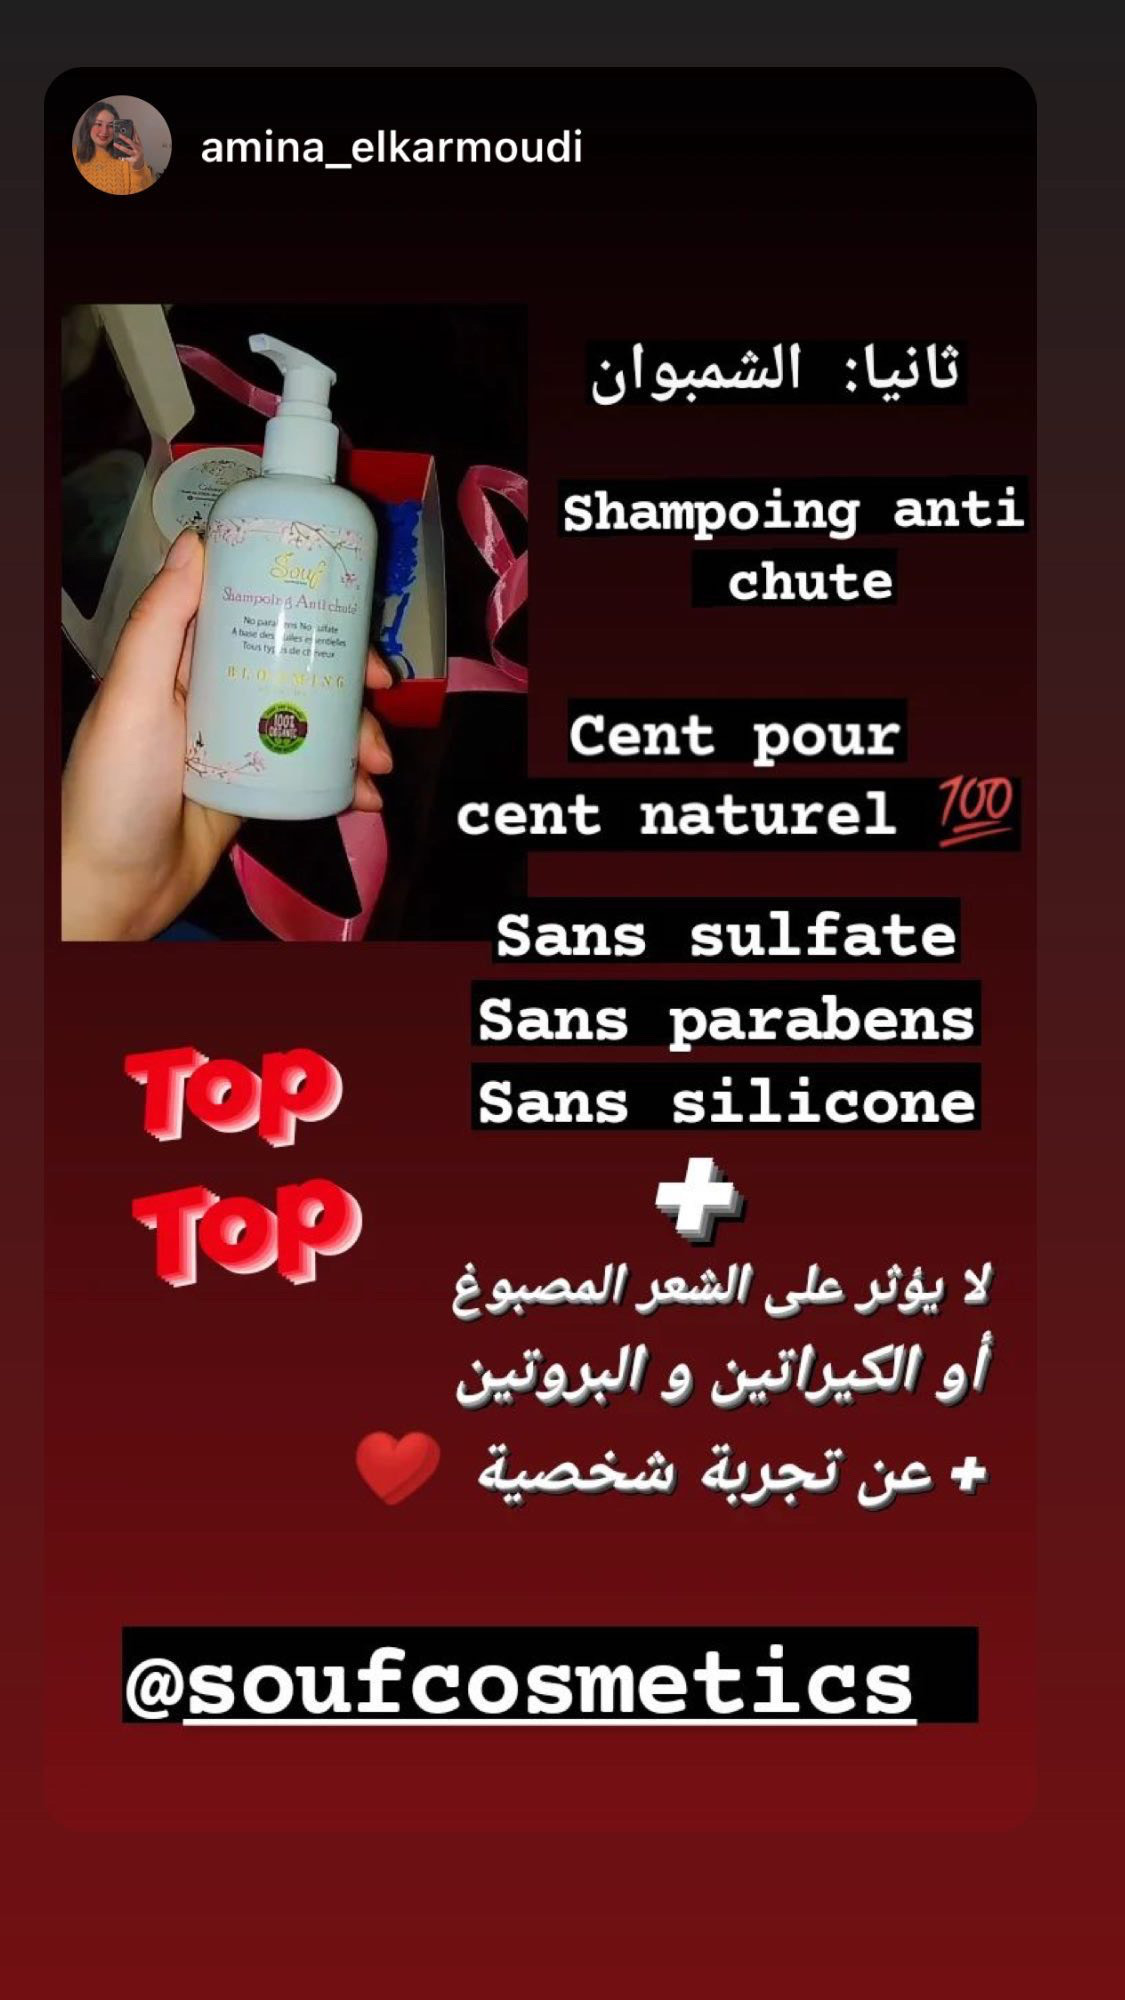 amina_elkarmoudi
ثانيا: الشمبوان
Souf
Shampoing Anti chute
No parabens No sulfate
A base des huiles essentielles
Tous types de cheveux
BLOOMING
100%
ORGANIC
Shampoing anti
chute
Cent pour
cent naturel 💯
Sans sulfate
Sans parabens
Sans silicone
+
لا يؤثر على الشعر المصبوغ
أو الكيراتين و البروتين
+ عن تجربة شخصية ❤️
Top
Top
@soufcosmetics